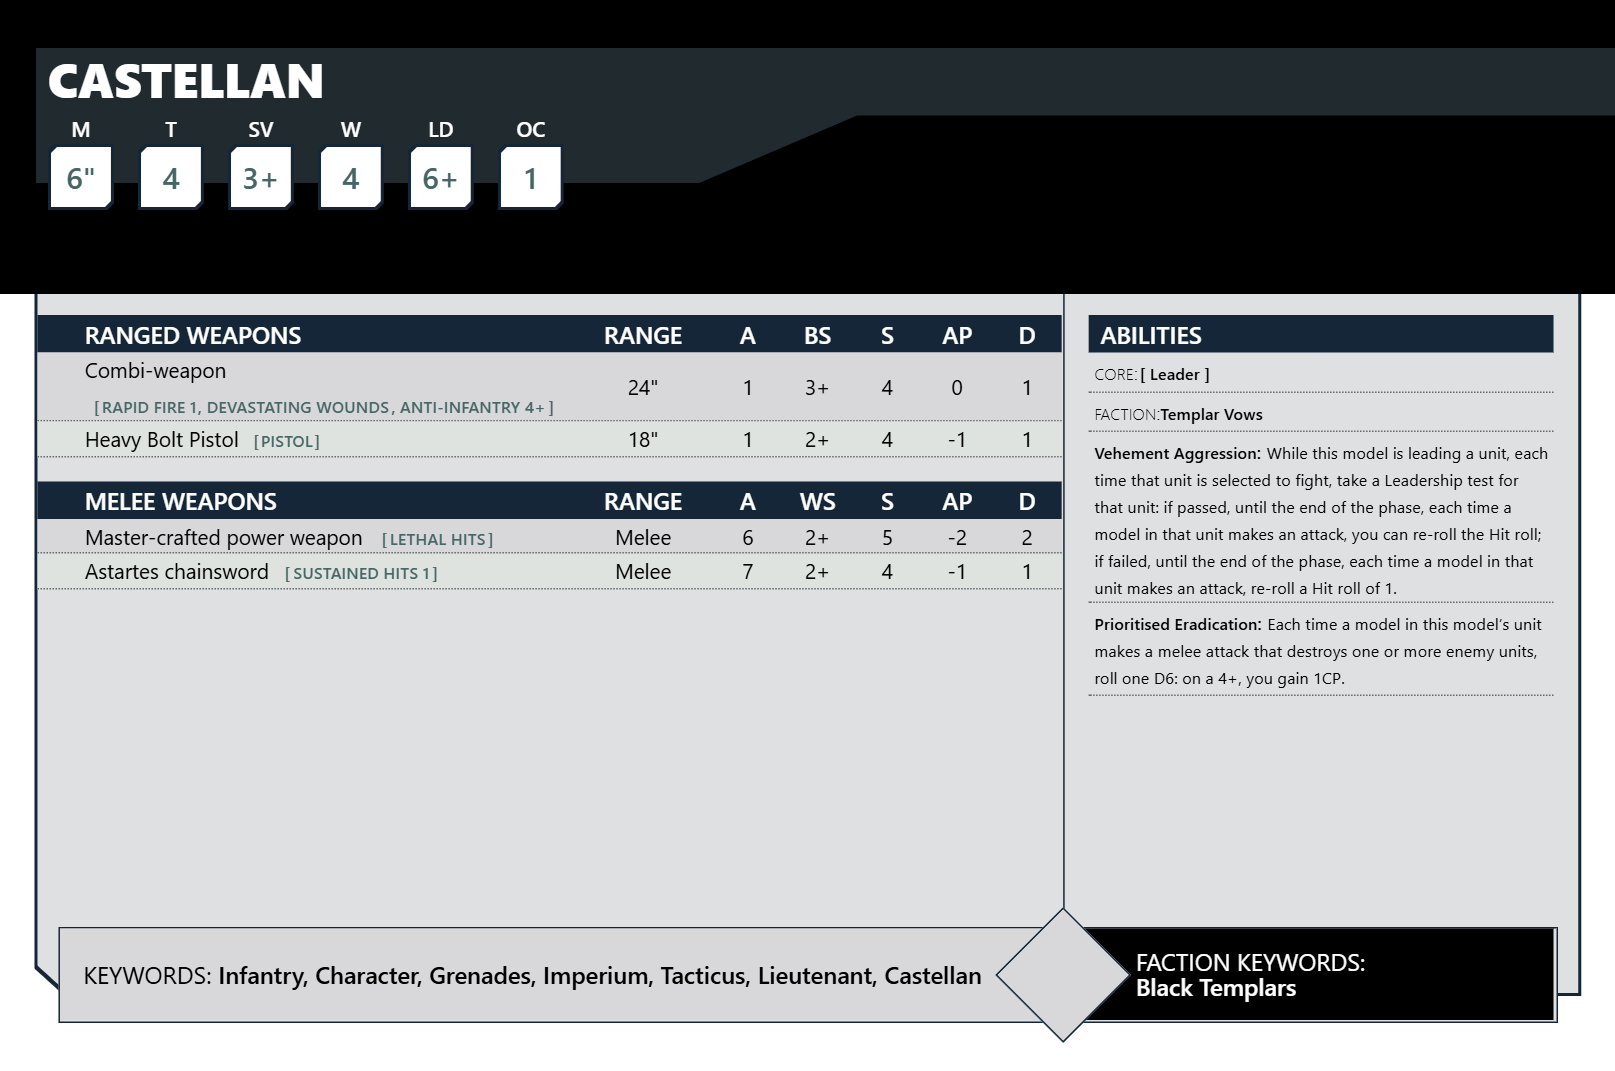 CASTELLAN
M T SV W LD OC
6" 4 3+ 4 6+ 1
RANGED WEAPONS RANGE A BS S AP D
Combi-weapon
[RAPID FIRE 1, DEVASTATING WOUNDS, ANTI-INFANTRY 4+] 24" 1 3+ 4 0 1
Heavy Bolt Pistol [PISTOL] 18" 1 2+ 4 -1 1
MELEE WEAPONS RANGE A WS S AP D
Master-crafted power weapon [LETHAL HITS] Melee 6 2+ 5 -2 2
Astartes chainsword [SUSTAINED HITS 1] Melee 7 2+ 4 -1 1
ABILITIES
CORE: [ Leader ]
FACTION:Templar Vows
Vehement Aggression: While this model is leading a unit, each
time that unit is selected to fight, take a Leadership test for
that unit: if passed, until the end of the phase, each time a
model in that unit makes an attack, you can re-roll the Hit roll;
if failed, until the end of the phase, each time a model in that
unit makes an attack, re-roll a Hit roll of 1.
Prioritised Eradication: Each time a model in this model's unit
makes a melee attack that destroys one or more enemy units,
roll one D6: on a 4+, you gain 1CP.
KEYWORDS: Infantry, Character, Grenades, Imperium, Tacticus, Lieutenant, Castellan
FACTION KEYWORDS:
Black Templars